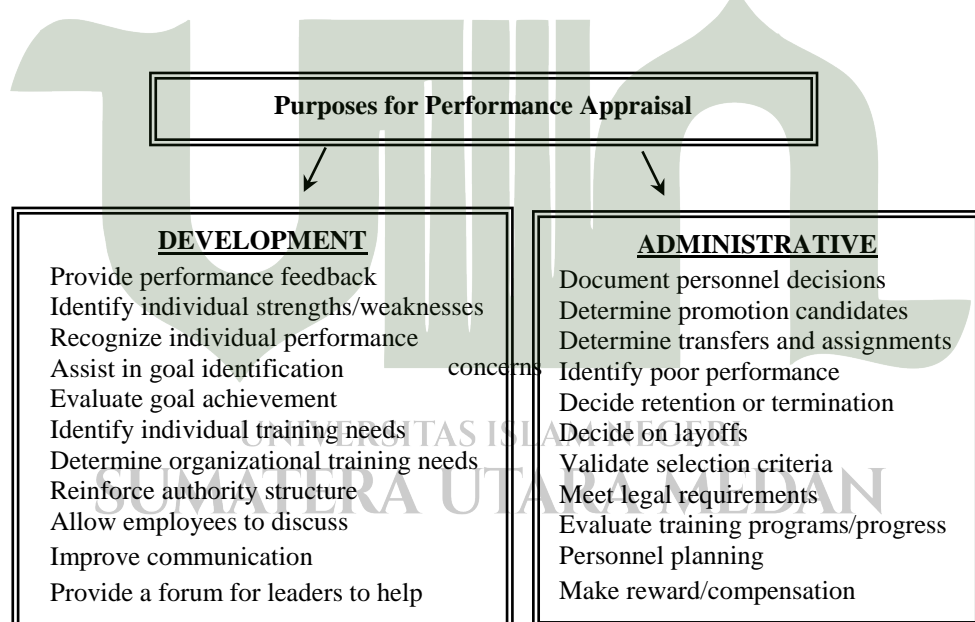 Purposes for Performance Appraisal
DEVELOPMENT
Provide performance feedback
Identify individual strengths/weaknesses
Recognize individual performance
Assist in goal identification
concerns
Evaluate goal achievement
Identify individual training needs
Determine organizational training needs
Reinforce authority structure
Allow employees to discuss
Improve communication
Provide a forum for leaders to help
ADMINISTRATIVE
Document personnel decisions
Determine promotion candidates
Determine transfers and assignments
Identify poor performance
Decide retention or termination
Decide on layoffs
Validate selection criteria
Meet legal requirements
Evaluate training programs/progress
Personnel planning
Make reward/compensation
UNIVERSITAS ISLAM NEGERI
SUMATERA UTARA MEDAN